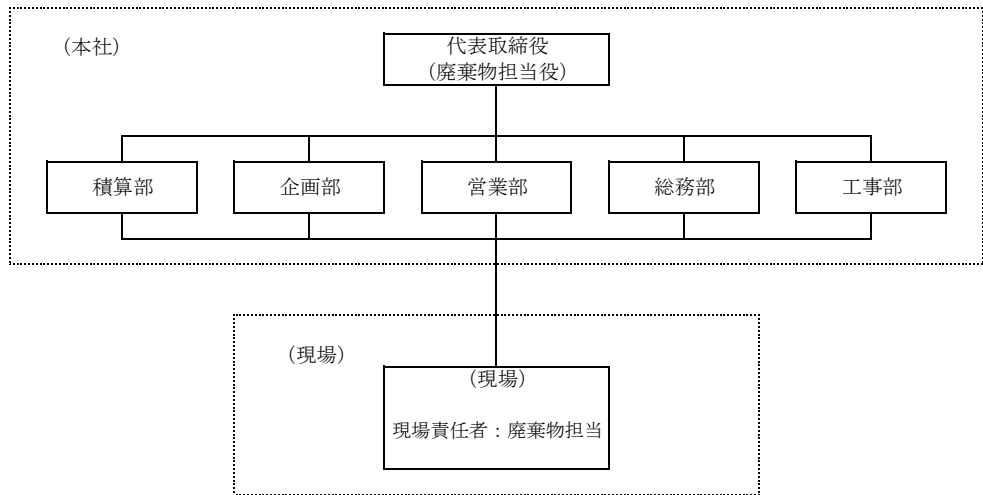 （本社）
代表取締役
（廃棄物担当役）
積算部
企画部
営業部
総務部
工事部
（現場）
（現場）
現場責任者：廃棄物担当